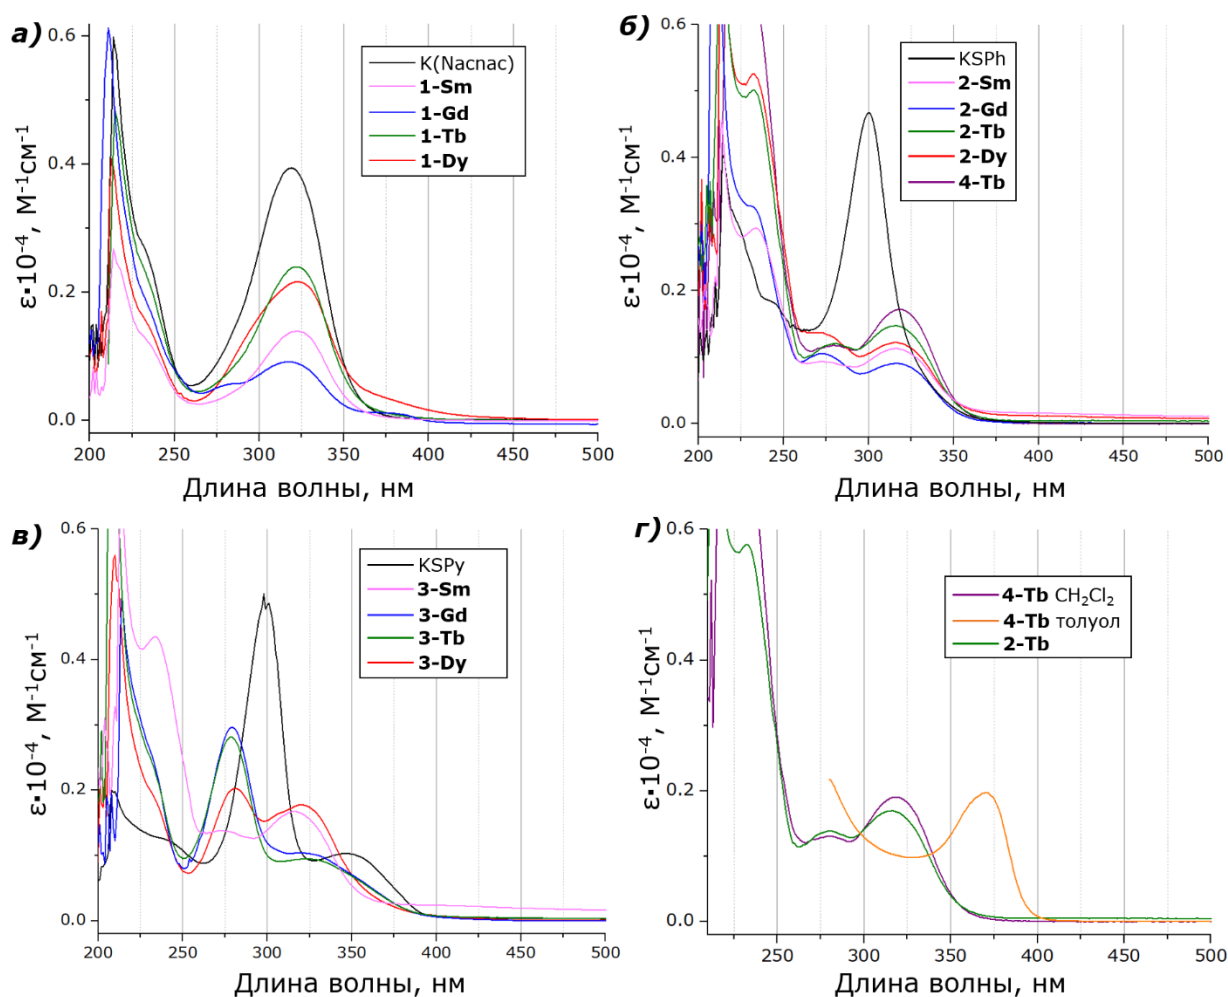 а)
0.6
0.4
0.2
0.0
ε·10⁻⁴, М⁻¹см⁻¹
K(Nacnac)
1-Sm
1-Gd
1-Tb
1-Dy
200 250 300 350 400 450 500
Длина волны, нм
б)
0.6
0.4
0.2
0.0
ε·10⁻⁴, М⁻¹см⁻¹
KSPh
2-Sm
2-Gd
2-Tb
2-Dy
4-Tb
200 250 300 350 400 450 500
Длина волны, нм
в)
0.6
0.4
0.2
0.0
ε·10⁻⁴, М⁻¹см⁻¹
KSPy
3-Sm
3-Gd
3-Tb
3-Dy
200 250 300 350 400 450 500
Длина волны, нм
г)
0.6
0.4
0.2
0.0
ε·10⁻⁴, М⁻¹см⁻¹
4-Tb CH₂Cl₂
4-Tb толуол
2-Tb
250 300 350 400 450 500
Длина волны, нм